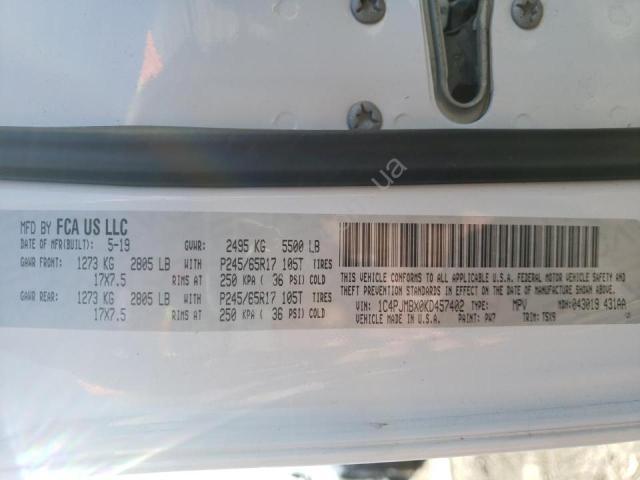 MFD BY FCA US LLC
DATE OF MFR(BUILT): 5-19 GVWR: 2495 KG 5500 LB
GAWR FRONT: 1273 KG 2805 LB WITH P245/65R17 105T TIRES
17X7.5 RIMS AT 250 KPA ( 36 PSI) COLD
GAWR REAR: 1273 KG 2805 LB WITH P245/65R17 105T TIRES
17X7.5 RIMS AT 250 KPA ( 36 PSI) COLD
THIS VEHICLE CONFORMS TO ALL APPLICABLE U.S.A. FEDERAL MOTOR VEHICLE SAFETY, BUMPER AND
THEFT PREVENTION STANDARDS IN EFFECT ON THE DATE OF MANUFACTURE SHOWN ABOVE.
VIN: 1C4PJMBX0KD457402 TYPE: MPV MDH:043019 431AA
VEHICLE MADE IN U.S.A. PAINT: PW7 TRIM: T5X9